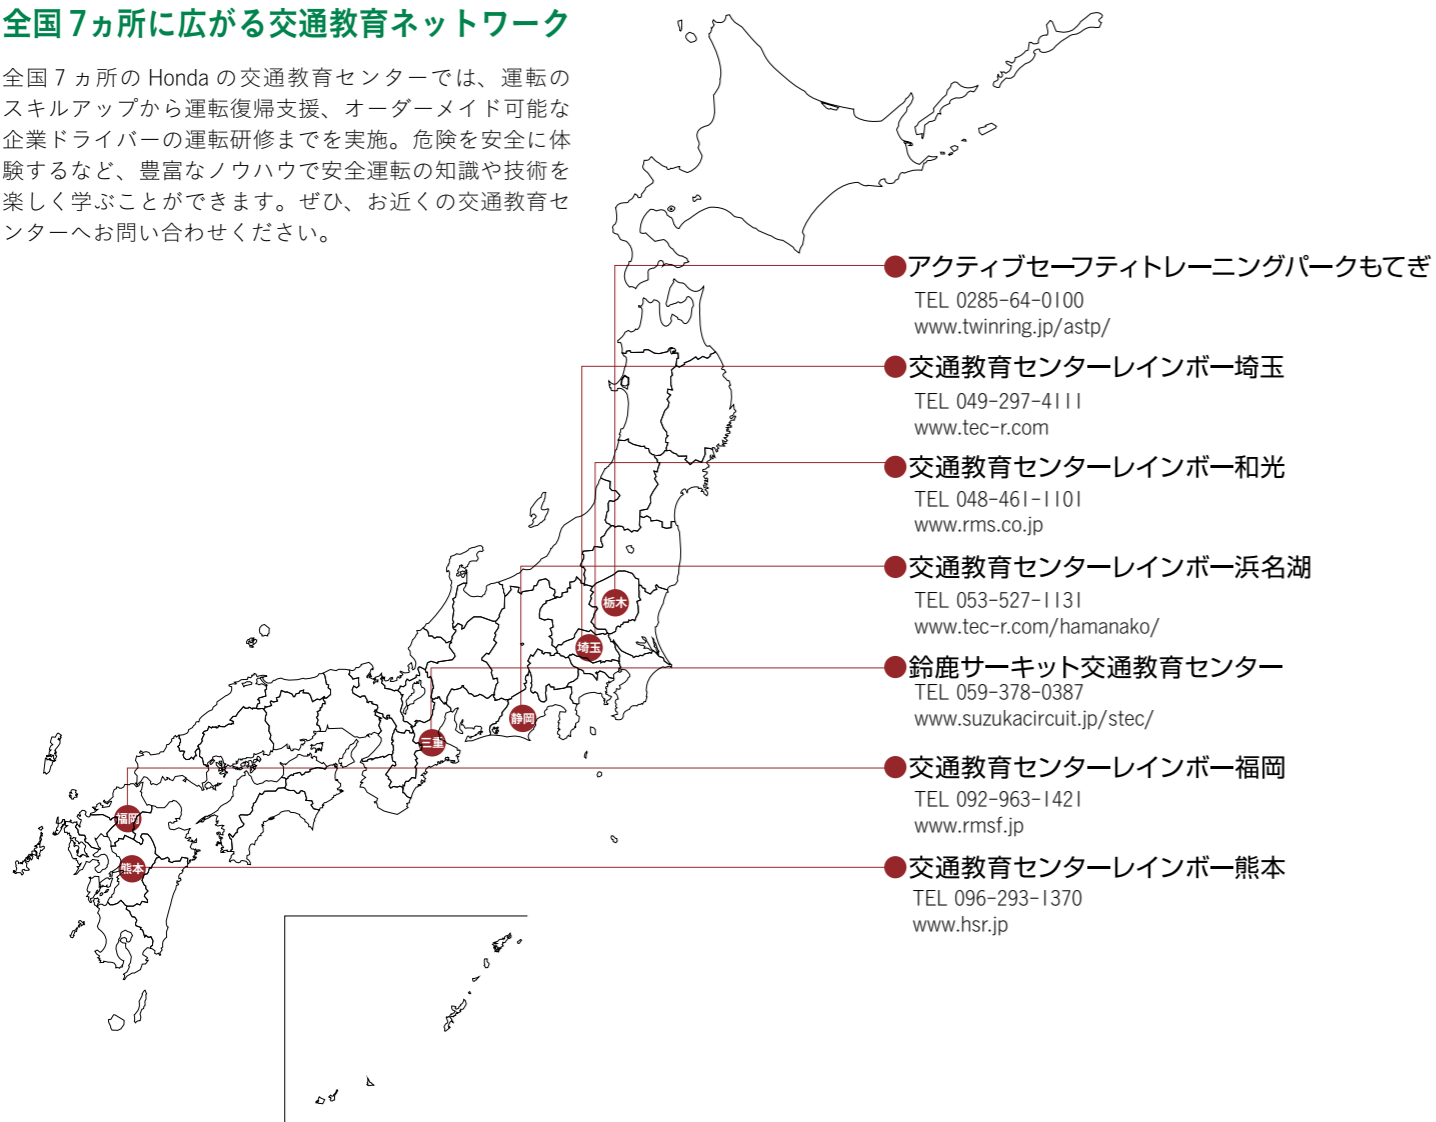 全国7ヵ所に広がる交通教育ネットワーク
全国7ヵ所のHondaの交通教育センターでは、運転の
スキルアップから運転復帰支援、オーダーメイド可能な
企業ドライバーの運転研修までを実施。危険を安全に体
験するなど、豊富なノウハウで安全運転の知識や技術を
楽しく学ぶことができます。ぜひ、お近くの交通教育セ
ンターへお問い合わせください。
アクティブセーフティトレーニングパークもてぎ
TEL 0285-64-0100
www.twinring.jp/astp/
交通教育センターレインボー埼玉
TEL 049-297-4111
www.tec-r.com
交通教育センターレインボー和光
TEL 048-461-1101
www.rms.co.jp
交通教育センターレインボー浜名湖
TEL 053-527-1131
www.tec-r.com/hamanako/
鈴鹿サーキット交通教育センター
TEL 059-378-0387
www.suzukacircuit.jp/stec/
交通教育センターレインボー福岡
TEL 092-963-1421
www.rmsf.jp
交通教育センターレインボー熊本
TEL 096-293-1370
www.hsr.jp
栃木
埼玉
静岡
三重
福岡
熊本